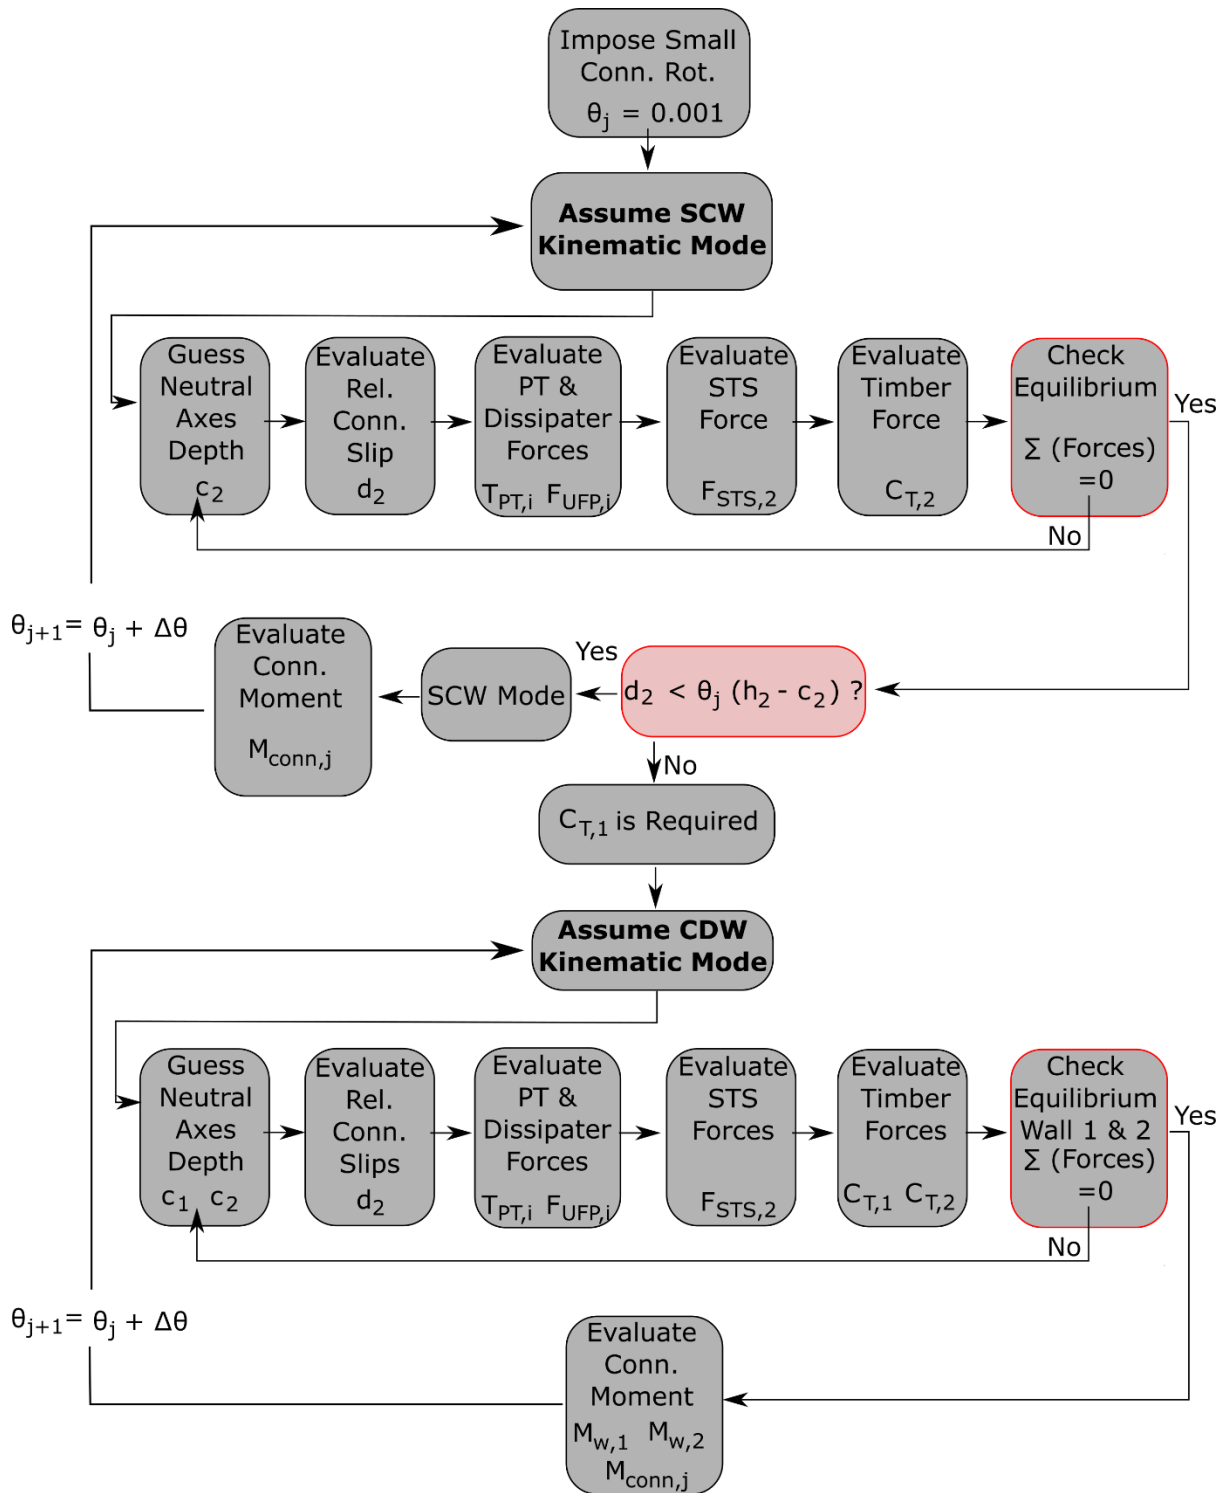 Impose Small
Conn. Rot.
θj = 0.001
Assume SCW
Kinematic Mode
Guess
Neutral
Axes
Depth
c2
Evaluate
Rel.
Conn.
Slip
d2
Evaluate
PT &
Dissipater
Forces
TPT,i FUFP,i
Evaluate
STS
Force
FSTS,2
Evaluate
Timber
Force
CT,2
Check
Equilibrium
Σ (Forces)
=0
Yes
No
θj+1= θj + Δθ
Evaluate
Conn.
Moment
Mconn,j
SCW Mode
Yes
d2 < θj (h2 - c2) ?
No
CT,1 is Required
Assume CDW
Kinematic Mode
Guess
Neutral
Axes
Depth
c1 c2
Evaluate
Rel.
Conn.
Slips
d2
Evaluate
PT &
Dissipater
Forces
TPT,i FUFP,i
Evaluate
STS
Forces
FSTS,2
Evaluate
Timber
Forces
CT,1 CT,2
Check
Equilibrium
Wall 1 & 2
Σ (Forces)
=0
Yes
No
θj+1= θj + Δθ
Evaluate
Conn.
Moment
Mw,1 Mw,2
Mconn,j